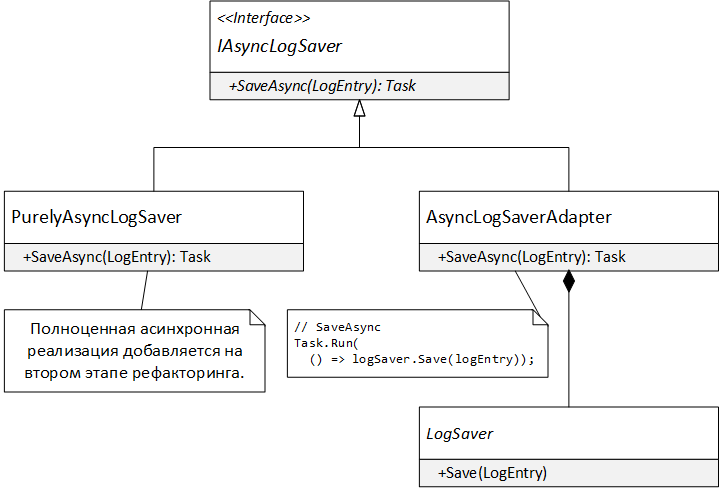 <<Interface>>
IAsyncLogSaver
+SaveAsync(LogEntry): Task
PurelyAsyncLogSaver
+SaveAsync(LogEntry): Task
AsyncLogSaverAdapter
+SaveAsync(LogEntry): Task
Полноценная асинхронная
реализация добавляется на
втором этапе рефакторинга.
// SaveAsync
Task.Run(
() => logSaver.Save(logEntry));
LogSaver
+Save(LogEntry)